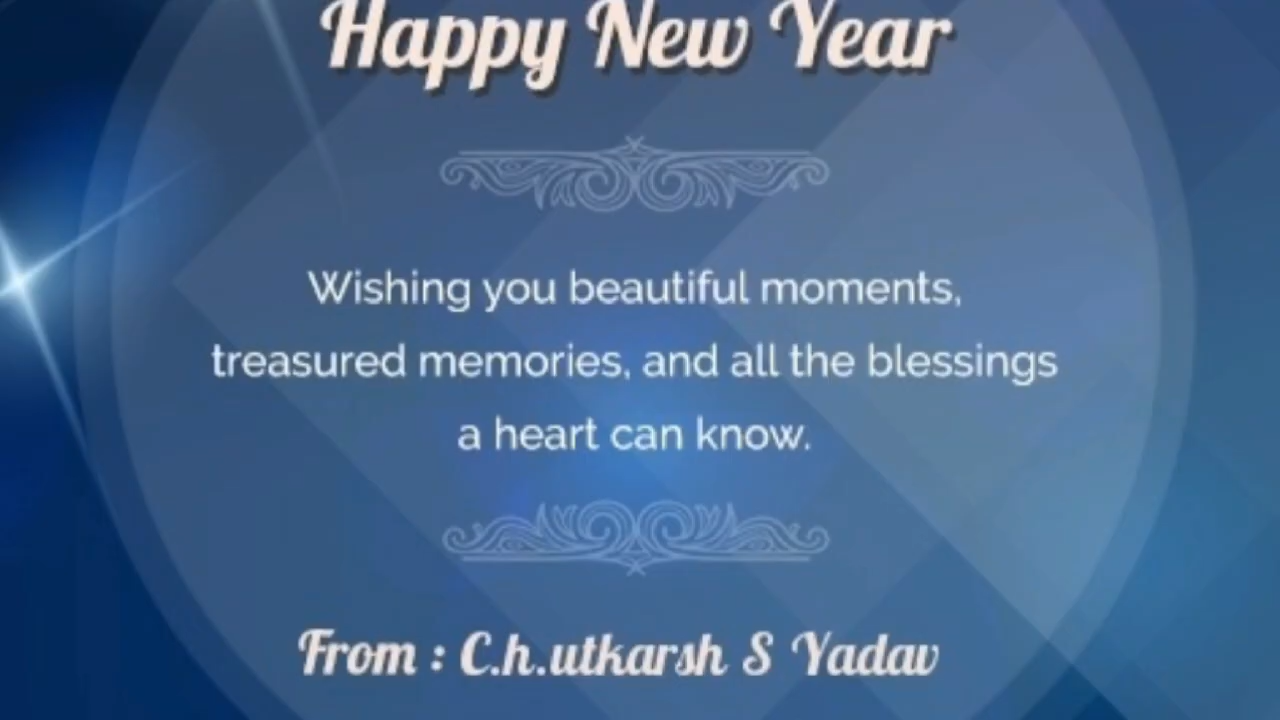 Happy New Year
Wishing you beautiful moments,
treasured memories, and all the blessings
a heart can know.
From : C.h.utkarsh S Yadav